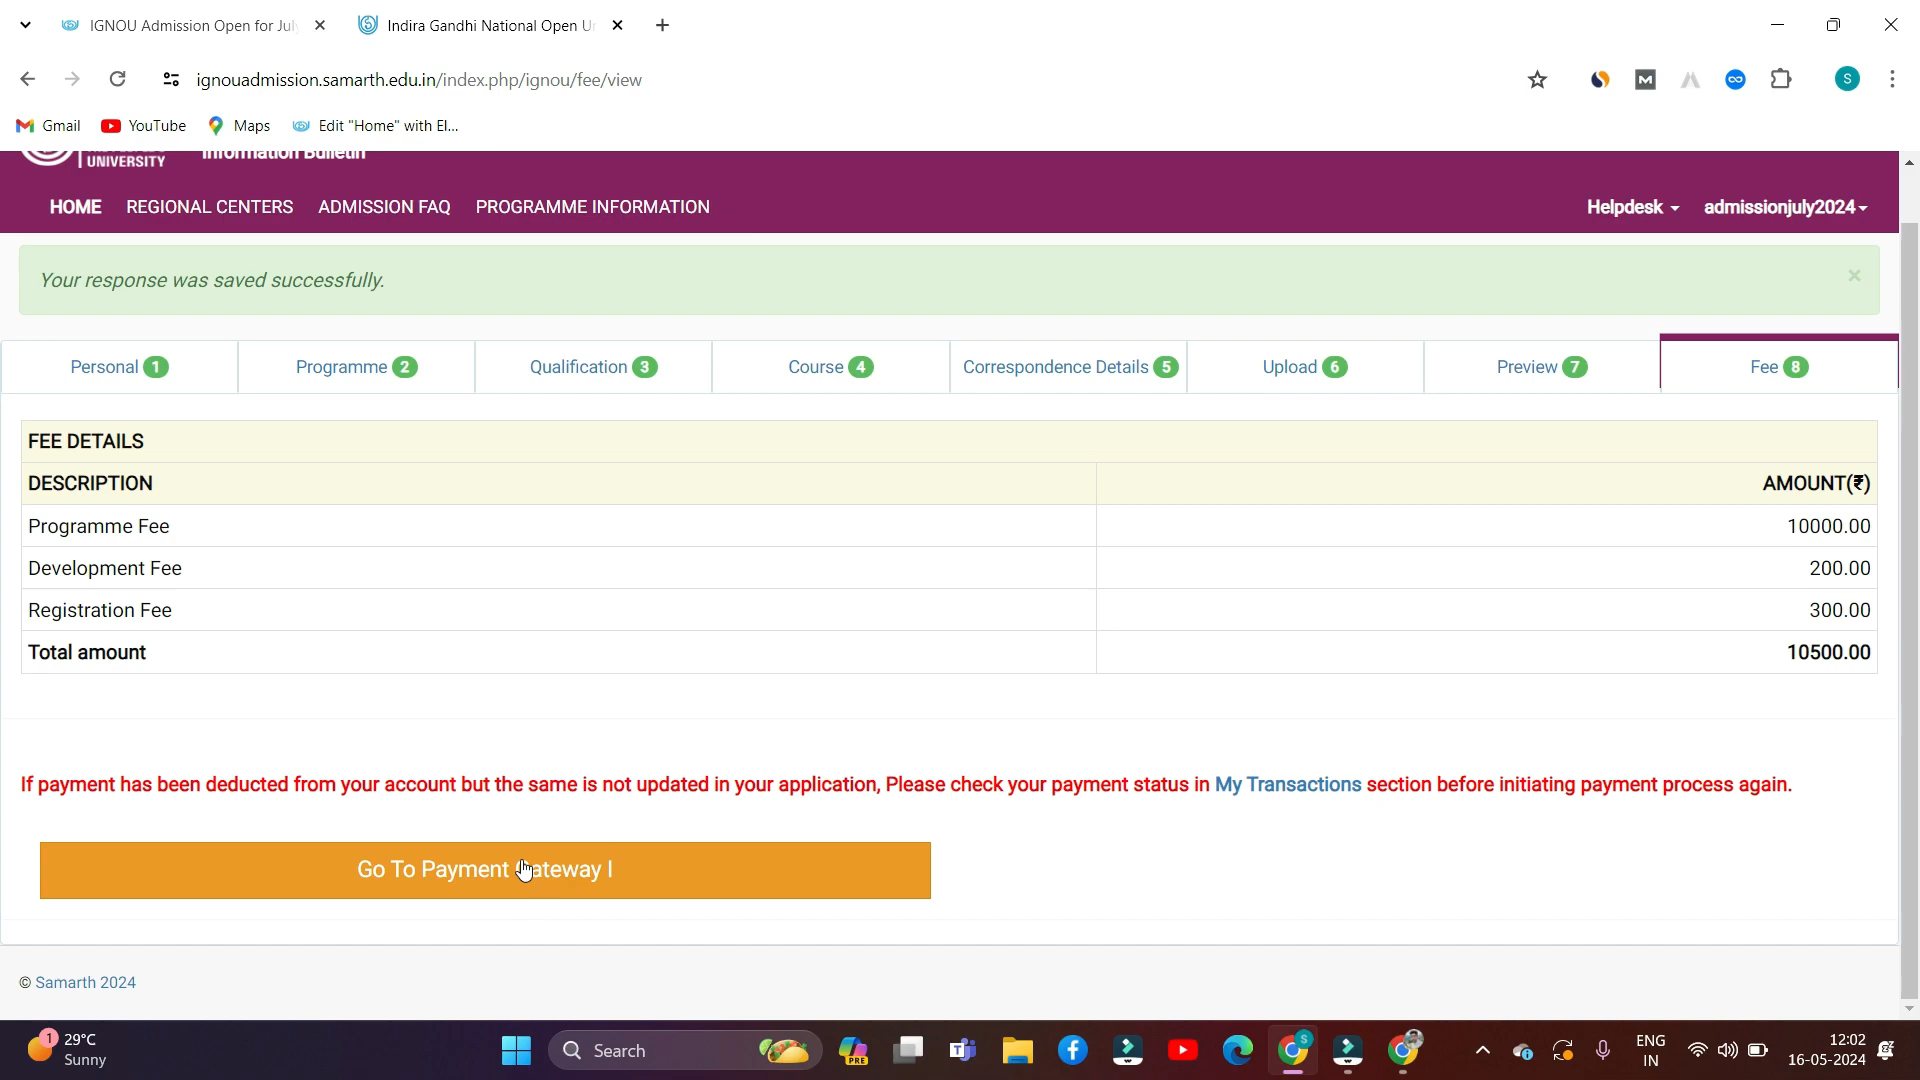 IGNOU Admission Open for Jul
Indira Gandhi National Open Un
ignouadmission.samarth.edu.in/index.php/ignou/fee/view
S
Gmail
YouTube
Maps
Edit "Home" with El...
UNIVERSITY
Information Bulletin
HOME REGIONAL CENTERS ADMISSION FAQ PROGRAMME INFORMATION
Helpdesk
admissionjuly2024
Your response was saved successfully.
×
Personal 1
Programme 2
Qualification 3
Course 4
Correspondence Details 5
Upload 6
Preview 7
Fee 8
FEE DETAILS
DESCRIPTION AMOUNT(₹)
Programme Fee 10000.00
Development Fee 200.00
Registration Fee 300.00
Total amount 10500.00
If payment has been deducted from your account but the same is not updated in your application, Please check your payment status in My Transactions section before initiating payment process again.
Go To Payment Gateway I
© Samarth 2024
1
29°C
Sunny
Search
PRE
ENG
IN
12:02
16-05-2024